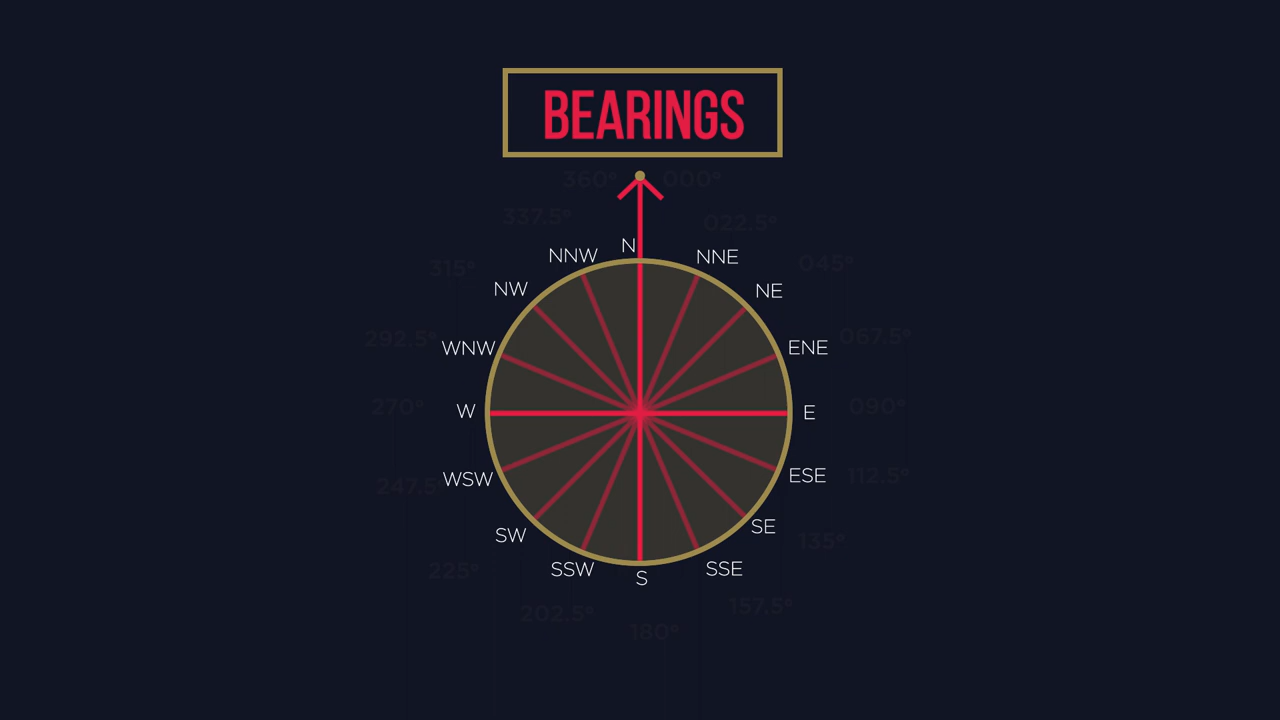 BEARINGS
360° 000°
337.5° 022.5°
N
NNW NNE
315° 045°
NW NE
292.5° 067.5°
WNW ENE
270° W E 090°
247.5° WSW ESE 112.5°
SW SE
135°
225° SSW SSE
S
202.5° 157.5°
180°